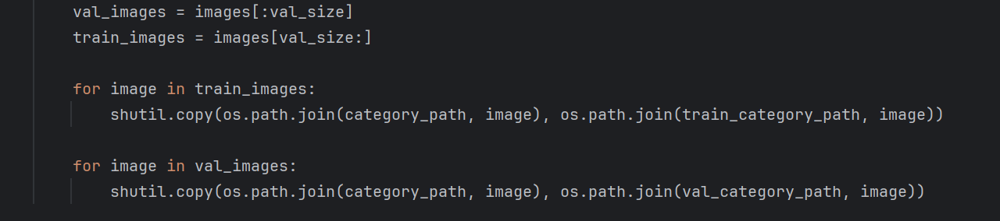 val_images = images[:val_size]
train_images = images[val_size:]
for image in train_images:
shutil.copy(os.path.join(category_path, image), os.path.join(train_category_path, image))
for image in val_images:
shutil.copy(os.path.join(category_path, image), os.path.join(val_category_path, image))